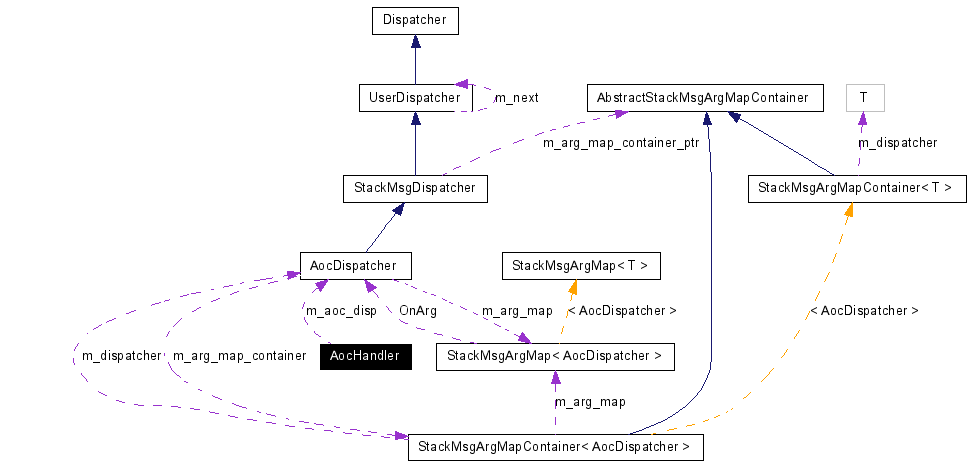 Dispatcher
UserDispatcher
m_next
AbstractStackMsgArgMapContainer
T
m_arg_map_container_ptr
m_dispatcher
StackMsgDispatcher
StackMsgArgMapContainer< T >
AocDispatcher
StackMsgArgMap< T >
m_aoc_disp
OnArg
m_arg_map
< AocDispatcher >
< AocDispatcher >
m_dispatcher
m_arg_map_container
AocHandler
StackMsgArgMap< AocDispatcher >
m_arg_map
StackMsgArgMapContainer< AocDispatcher >